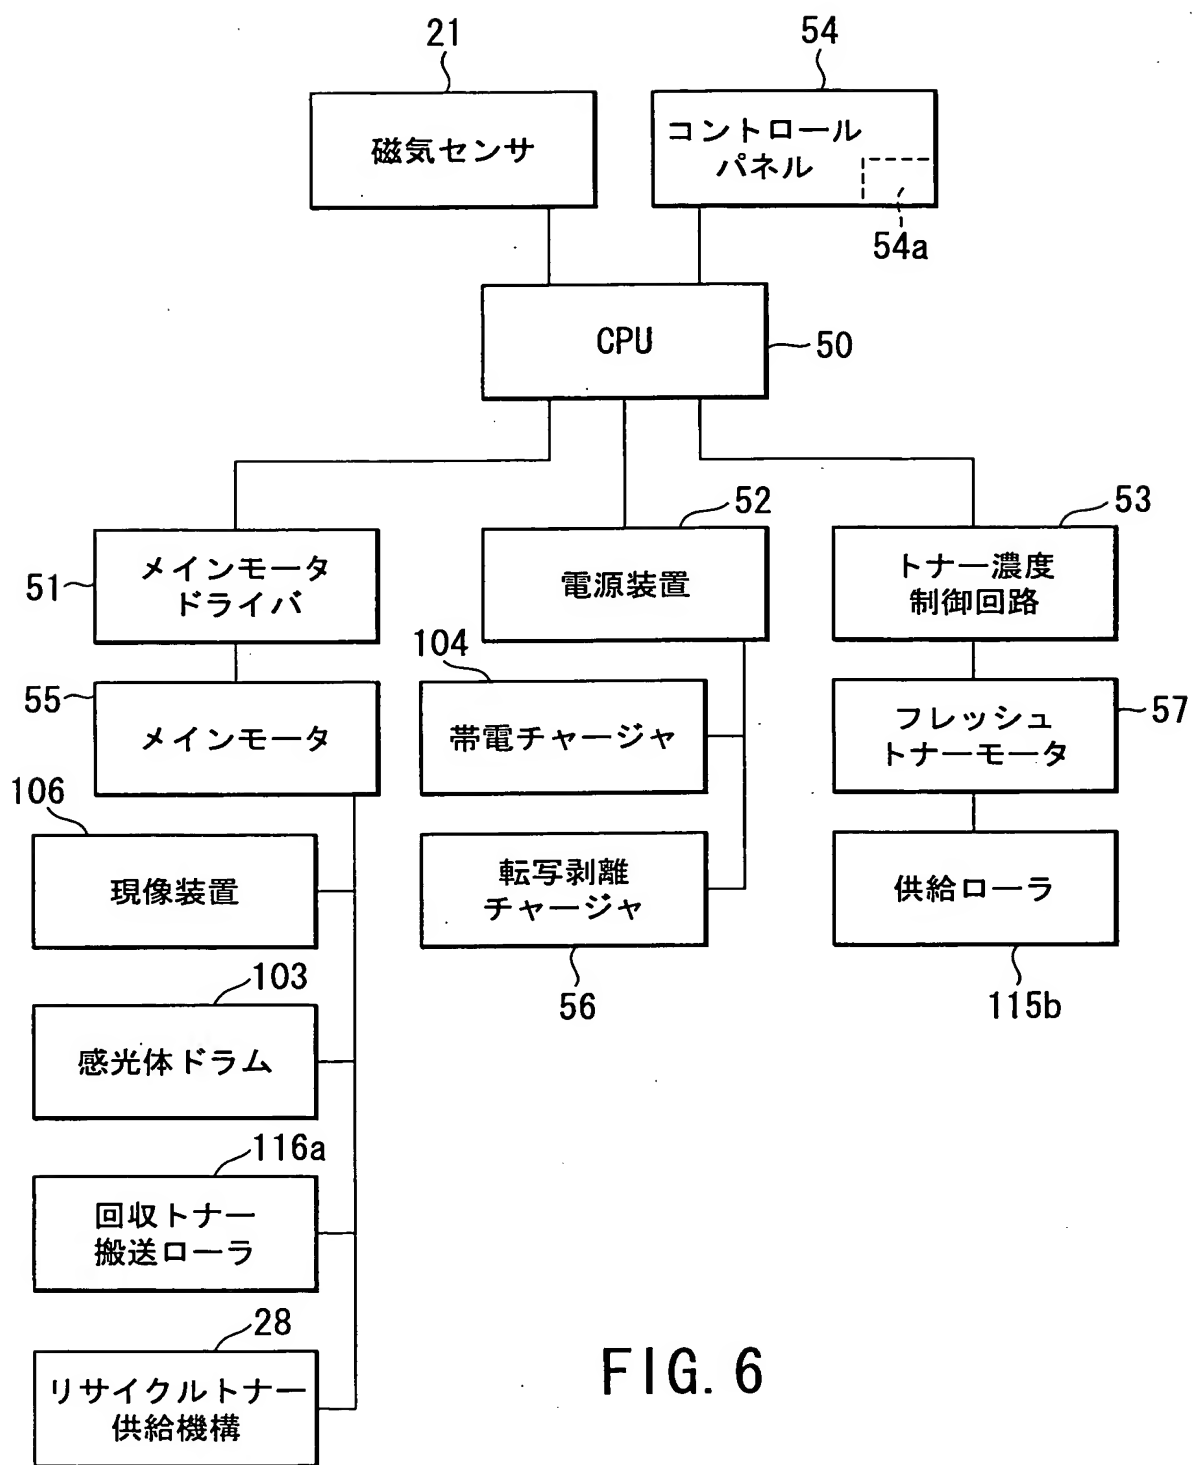 21
54
磁気センサ
コントロール
パネル
54a
CPU
50
52
53
51
メインモータ
ドライバ
電源装置
トナー濃度
制御回路
104
55
メインモータ
帯電チャージャ
フレッシュ
トナーモータ
57
106
現像装置
転写剥離
チャージャ
供給ローラ
103
56
115b
感光体ドラム
116a
回収トナー
搬送ローラ
28
リサイクルトナー
供給機構
FIG. 6